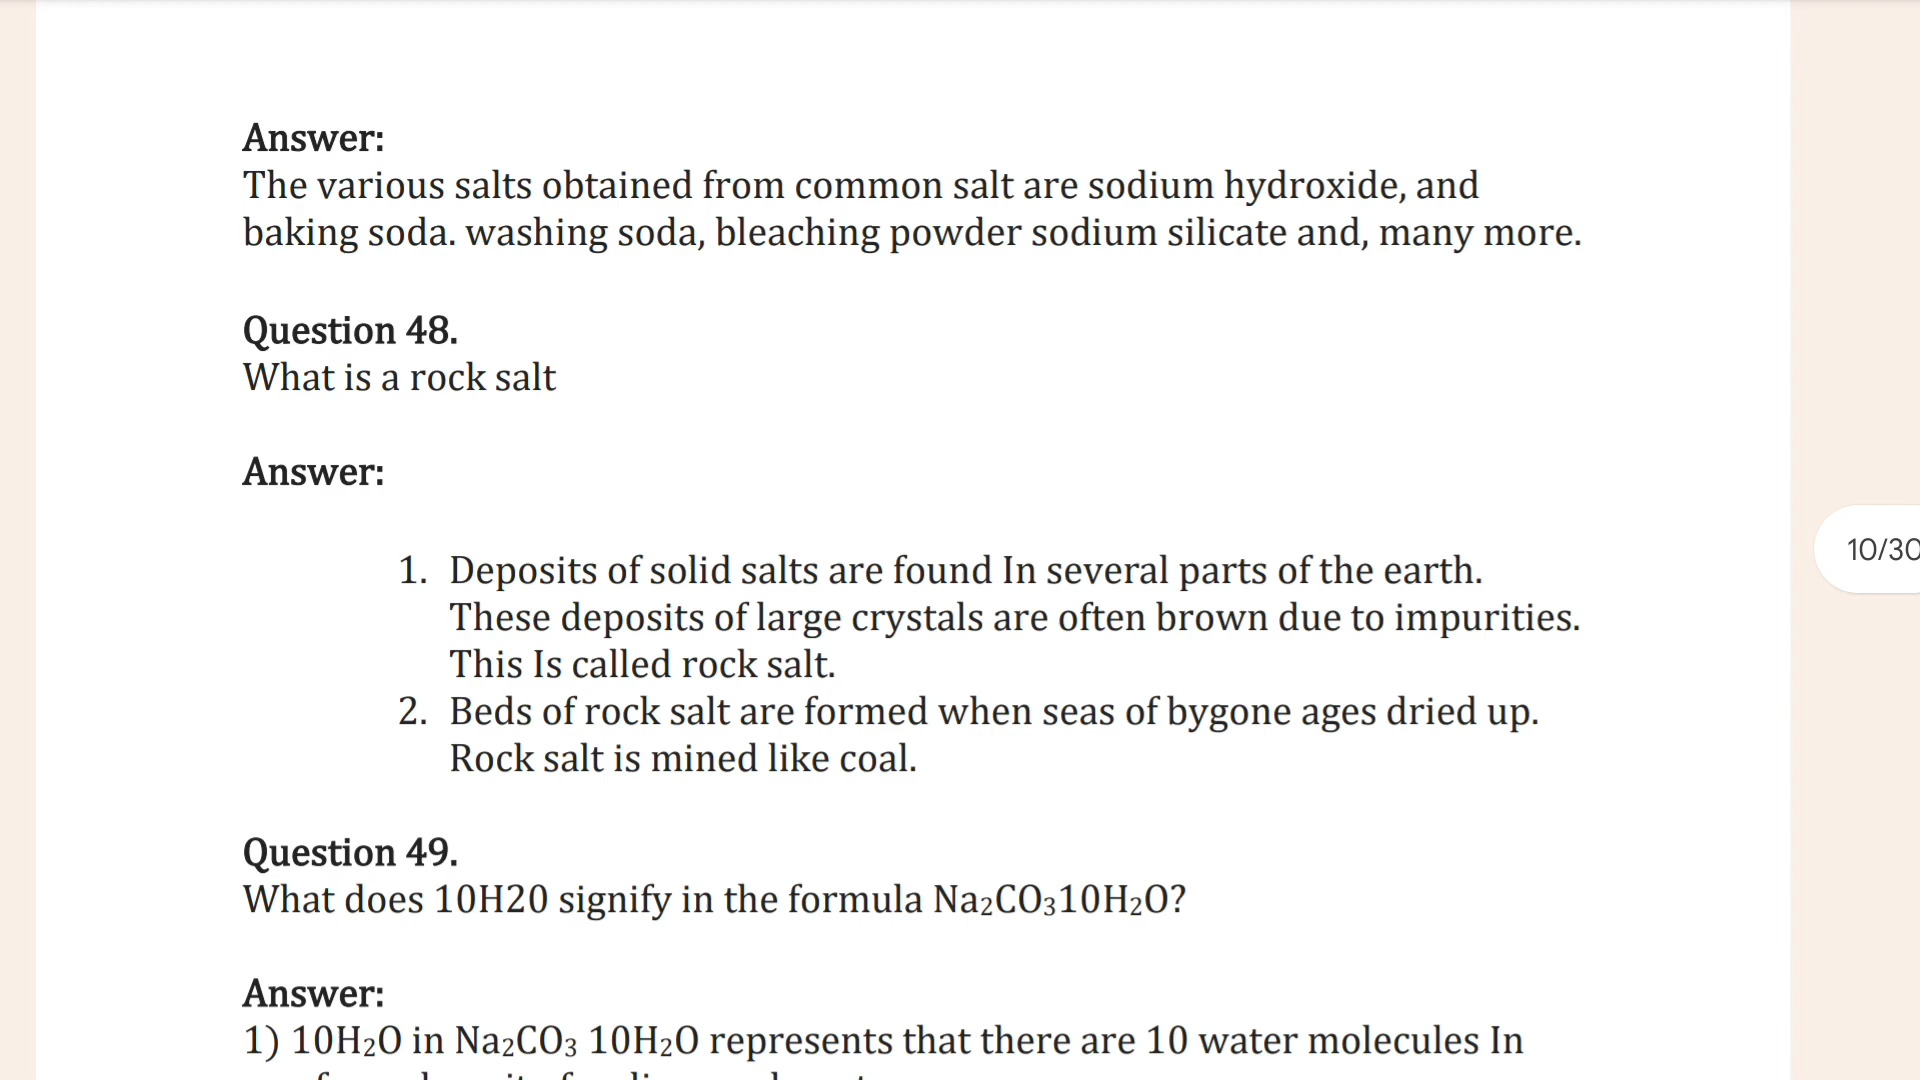 Answer:
The various salts obtained from common salt are sodium hydroxide, and
baking soda. washing soda, bleaching powder sodium silicate and, many more.
Question 48.
What is a rock salt
Answer:
1. Deposits of solid salts are found In several parts of the earth.
These deposits of large crystals are often brown due to impurities.
This Is called rock salt.
2. Beds of rock salt are formed when seas of bygone ages dried up.
Rock salt is mined like coal.
10/30
Question 49.
What does 10H20 signify in the formula Na₂CO₃10H₂O?
Answer:
1) 10H₂O in Na₂CO₃ 10H₂O represents that there are 10 water molecules In